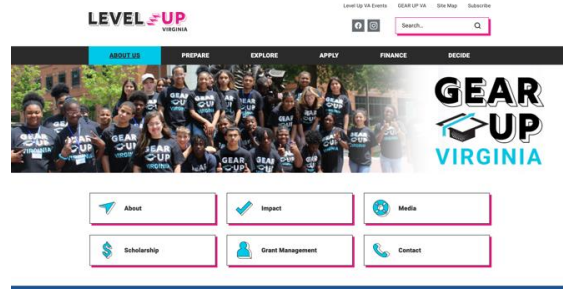 Level Up VA Events GEAR UP VA Site Map Subscribe
LEVEL UP
VIRGINIA
Search...
ABOUT US PREPARE EXPLORE APPLY FINANCE DECIDE
GEAR
UP
VIRGINIA
About
Impact
Media
Scholarship
Grant Management
Contact